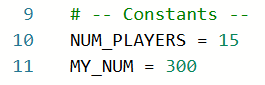 9 # -- Constants --
10 NUM_PLAYERS = 15
11 MY_NUM = 300